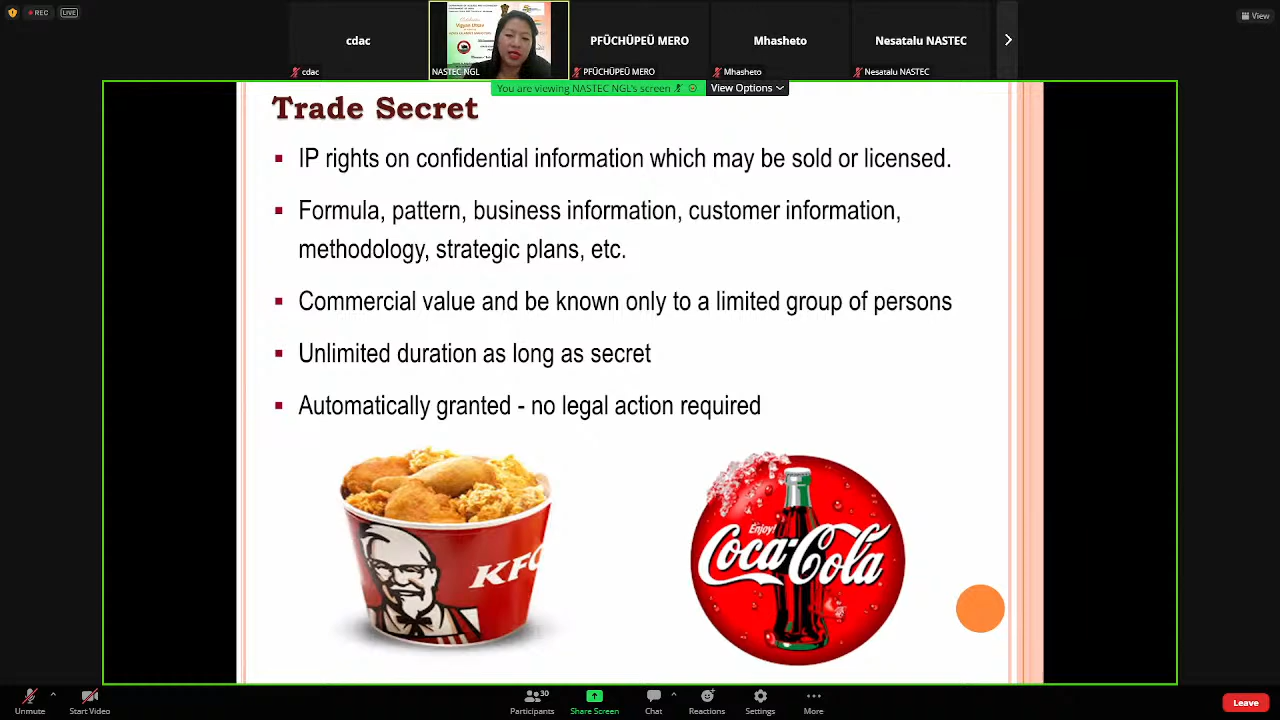 REC
LIVE
View
cdac
PFÜCHÜPEÜ MERO
Mhasheto
Nesatalu NASTEC
Vigyan Utsav
cdac
NASTEC NGL
PFÜCHÜPEÜ MERO
Mhasheto
Nesatalu NASTEC
You are viewing NASTEC NGL's screen
View Options
Trade Secret
IP rights on confidential information which may be sold or licensed.
Formula, pattern, business information, customer information,
methodology, strategic plans, etc.
Commercial value and be known only to a limited group of persons
Unlimited duration as long as secret
Automatically granted - no legal action required
KFC
Enjoy!
Coca-Cola
Unmute
Start Video
30
Participants
Share Screen
Chat
Reactions
Settings
More
Leave